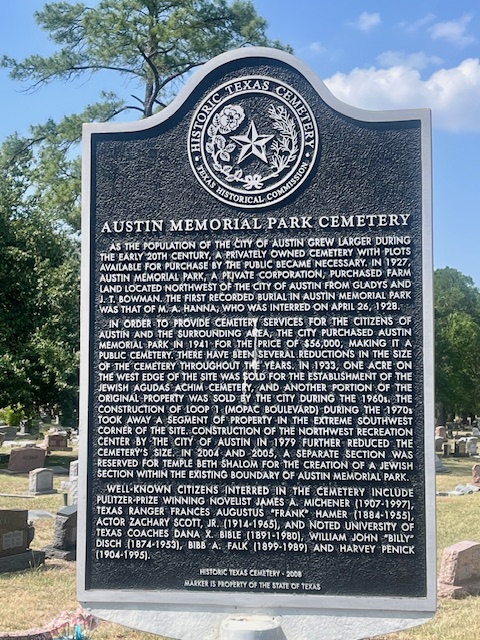 HISTORIC TEXAS CEMETERY
TEXAS HISTORICAL COMMISSION
AUSTIN MEMORIAL PARK CEMETERY
AS THE POPULATION OF THE CITY OF AUSTIN GREW LARGER DURING
THE EARLY 20TH CENTURY, A PRIVATELY OWNED CEMETERY WITH PLOTS
AVAILABLE FOR PURCHASE BY THE PUBLIC BECAME NECESSARY. IN 1927,
AUSTIN MEMORIAL PARK, A PRIVATE CORPORATION, PURCHASED FARM
LAND LOCATED NORTHWEST OF THE CITY OF AUSTIN FROM GLADYS AND
J. T. BOWMAN. THE FIRST RECORDED BURIAL IN AUSTIN MEMORIAL PARK
WAS THAT OF M. A. HANNA, WHO WAS INTERRED ON APRIL 26, 1928.
IN ORDER TO PROVIDE CEMETERY SERVICES FOR THE CITIZENS OF
AUSTIN AND THE SURROUNDING AREA, THE CITY PURCHASED AUSTIN
MEMORIAL PARK IN 1941 FOR THE PRICE OF $56,000, MAKING IT A
PUBLIC CEMETERY. THERE HAVE BEEN SEVERAL REDUCTIONS IN THE SIZE
OF THE CEMETERY THROUGHOUT THE YEARS. IN 1933, ONE ACRE ON
THE WEST EDGE OF THE SITE WAS SOLD FOR THE ESTABLISHMENT OF THE
JEWISH AGUDAS ACHIM CEMETERY, AND ANOTHER PORTION OF THE
ORIGINAL PROPERTY WAS SOLD BY THE CITY DURING THE 1960s. THE
CONSTRUCTION OF LOOP 1 (MOPAC BOULEVARD) DURING THE 1970s
TOOK AWAY A SEGMENT OF PROPERTY IN THE EXTREME SOUTHWEST
CORNER OF THE SITE. CONSTRUCTION OF THE NORTHWEST RECREATION
CENTER BY THE CITY OF AUSTIN IN 1979 FURTHER REDUCED THE
CEMETERY'S SIZE. IN 2004 AND 2005, A SEPARATE SECTION WAS
RESERVED FOR TEMPLE BETH SHALOM FOR THE CREATION OF A JEWISH
SECTION WITHIN THE EXISTING BOUNDARY OF AUSTIN MEMORIAL PARK.
WELL-KNOWN CITIZENS INTERRED IN THE CEMETERY INCLUDE
PULITZER-PRIZE WINNING NOVELIST JAMES A. MICHENER (1907-1997),
TEXAS RANGER FRANCES AUGUSTUS "FRANK" HAMER (1884-1955),
ACTOR ZACHARY SCOTT, JR. (1914-1965), AND NOTED UNIVERSITY OF
TEXAS COACHES DANA X. BIBLE (1891-1980), WILLIAM JOHN "BILLY"
DISCH (1874-1953), BIBB A. FALK (1899-1989) AND HARVEY PENICK
(1904-1995).
HISTORIC TEXAS CEMETERY - 2008
MARKER IS PROPERTY OF THE STATE OF TEXAS